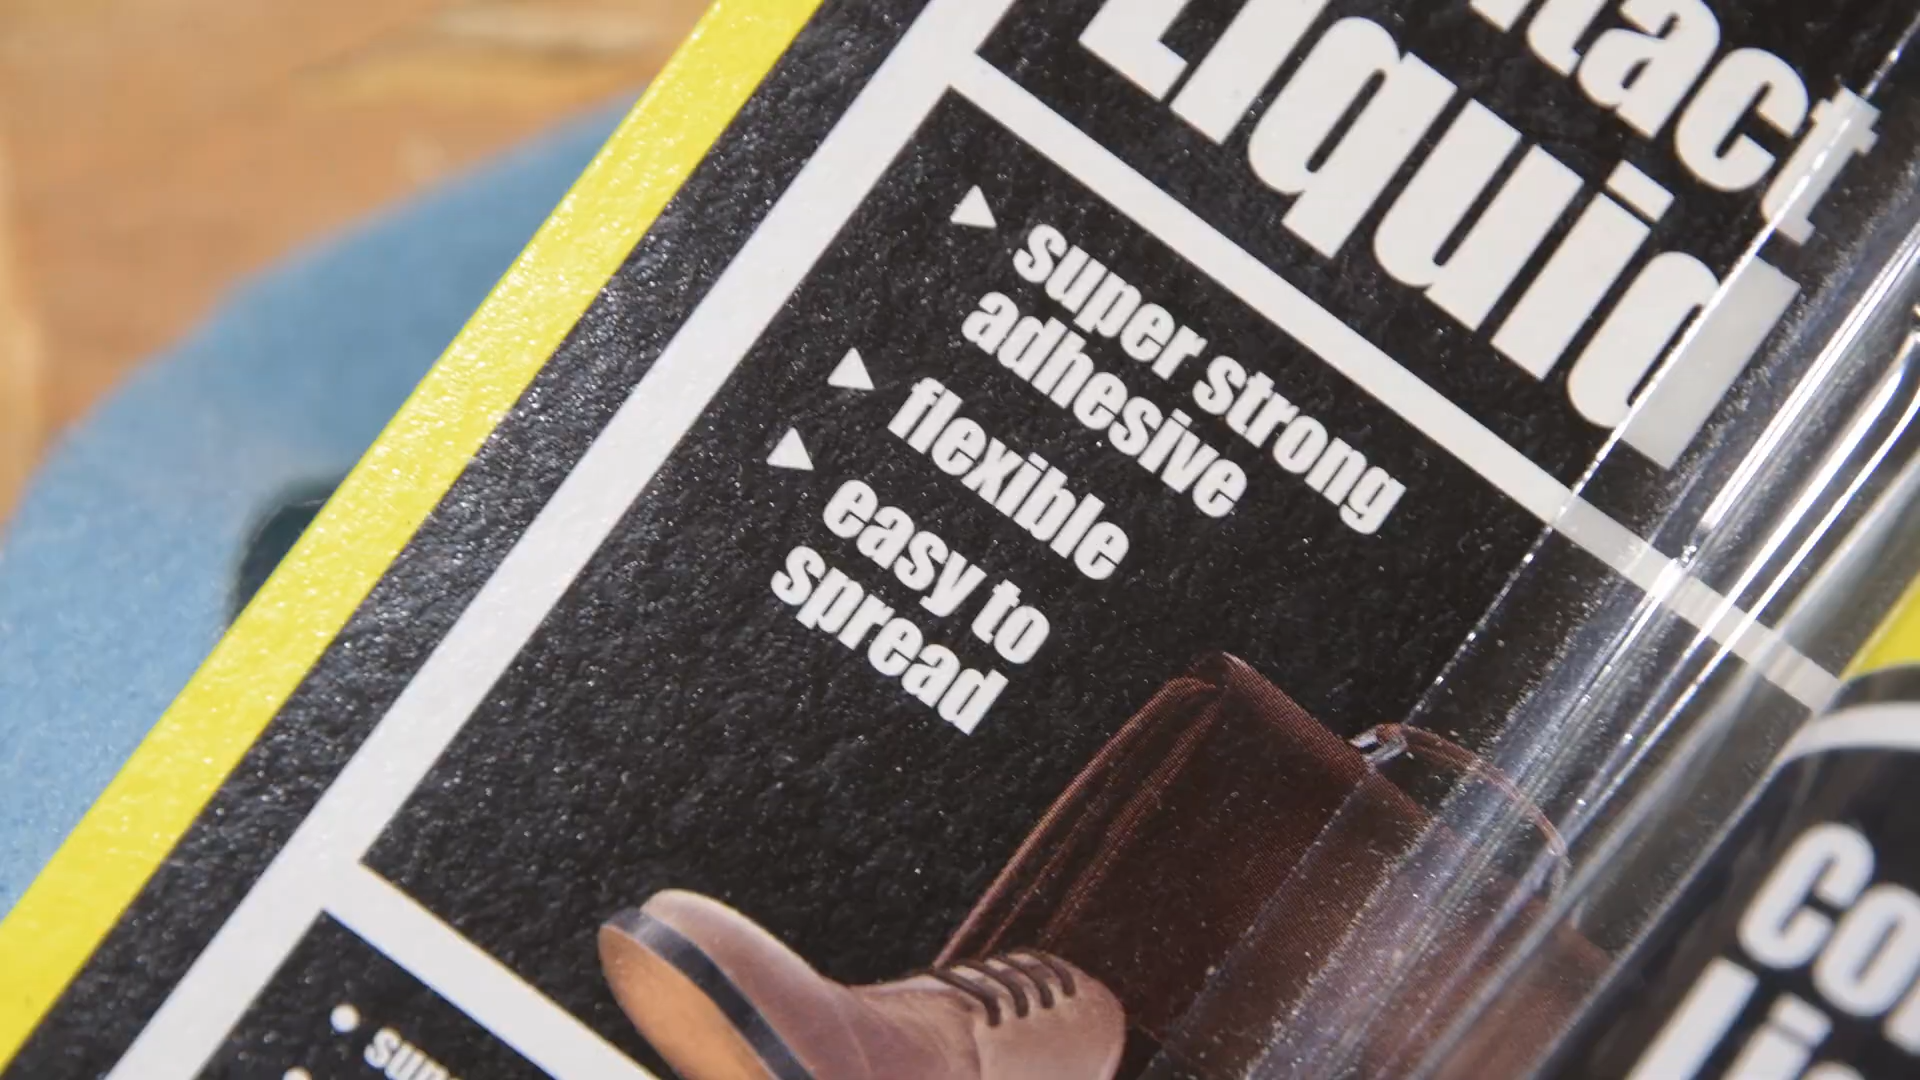 Liquid
super strong
adhesive
flexible
easy to
spread